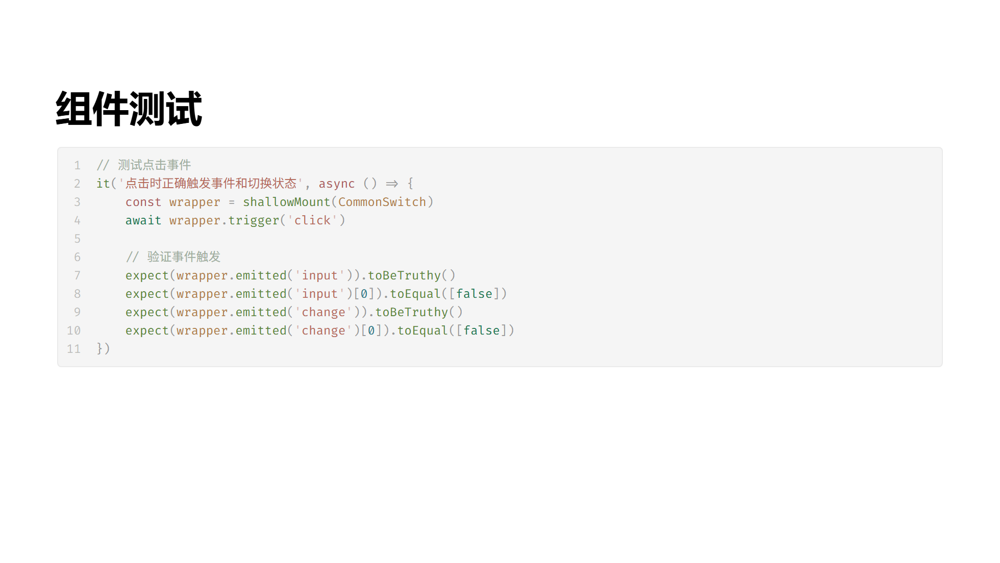 组件测试
1 // 测试点击事件
2 it('点击时正确触发事件和切换状态', async () => {
3     const wrapper = shallowMount(CommonSwitch)
4     await wrapper.trigger('click')
5
6     // 验证事件触发
7     expect(wrapper.emitted('input')).toBeTruthy()
8     expect(wrapper.emitted('input')[0]).toEqual([false])
9     expect(wrapper.emitted('change')).toBeTruthy()
10     expect(wrapper.emitted('change')[0]).toEqual([false])
11 })